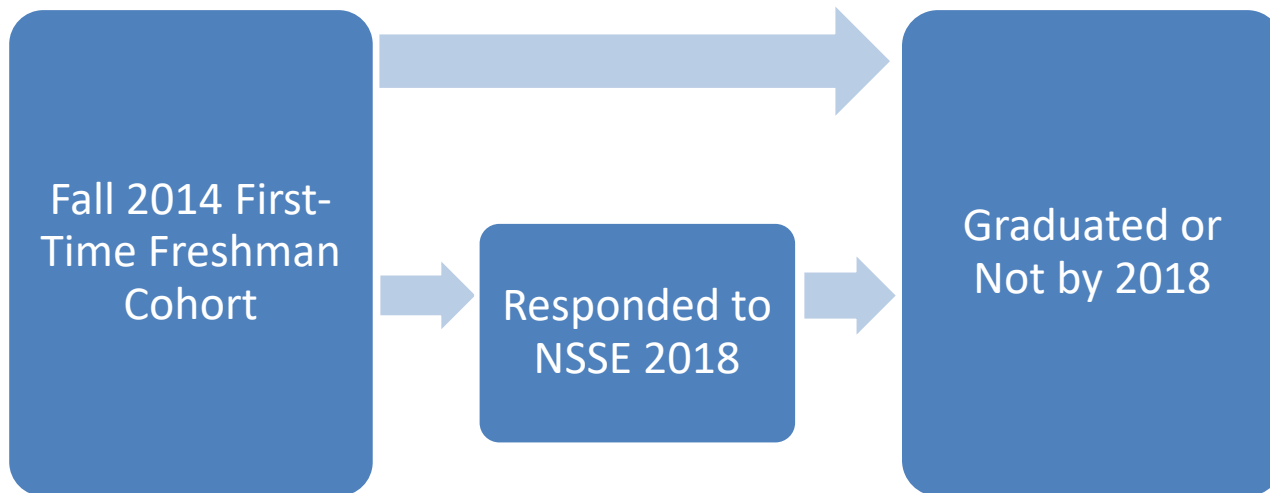 Fall 2014 First-
Time Freshman
Cohort
Responded to
NSSE 2018
Graduated or
Not by 2018